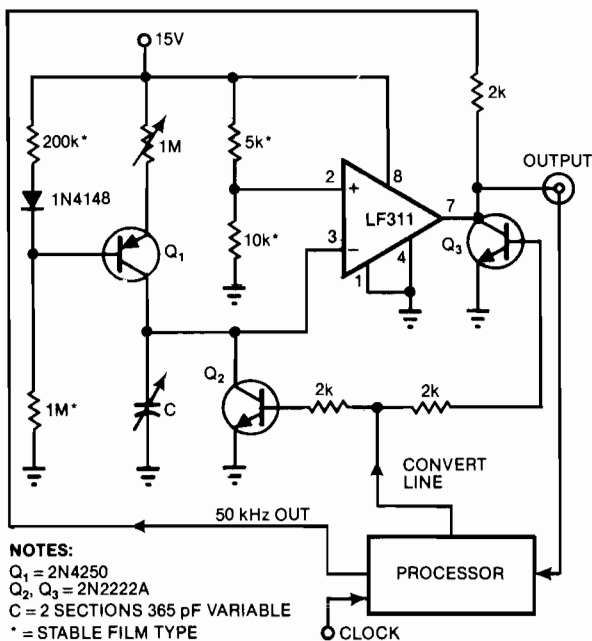 15V
2k
200k*
1M
5k*
OUTPUT
1N4148
2
+
8
LF311
7
3
−
4
1
10k*
Q₁
Q₃
1M*
C
Q₂
2k
2k
CONVERT
LINE
50 kHz OUT
PROCESSOR
CLOCK
NOTES:
Q₁ = 2N4250
Q₂, Q₃ = 2N2222A
C = 2 SECTIONS 365 pF VARIABLE
* = STABLE FILM TYPE